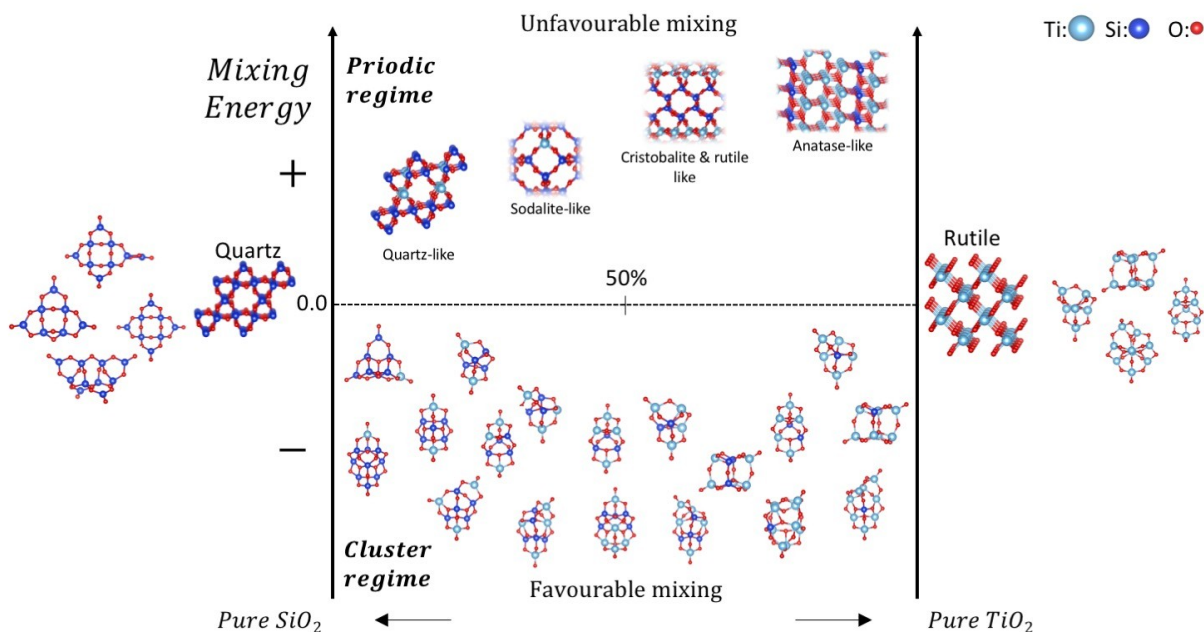 Unfavourable mixing
Ti: Si: O:
Mixing
Energy
Priodic
regime
+
Cristobalite & rutile
like
Anatase-like
Sodalite-like
Quartz
Quartz-like
Rutile
50%
0.0
−
Cluster
regime
Favourable mixing
Pure SiO₂
Pure TiO₂